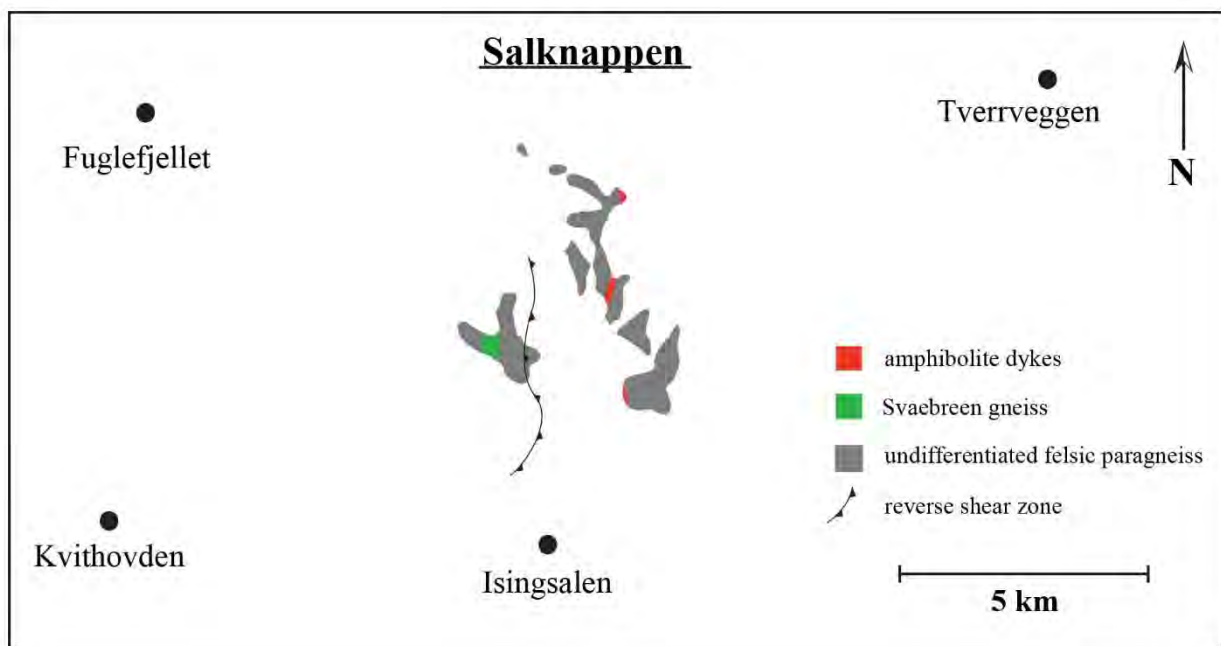 Salknappen
Fuglefjellet
Tverrveggen
N
amphibolite dykes
Svaebreen gneiss
undifferentiated felsic paragneiss
reverse shear zone
Kvithovden
Isingsalen
5 km